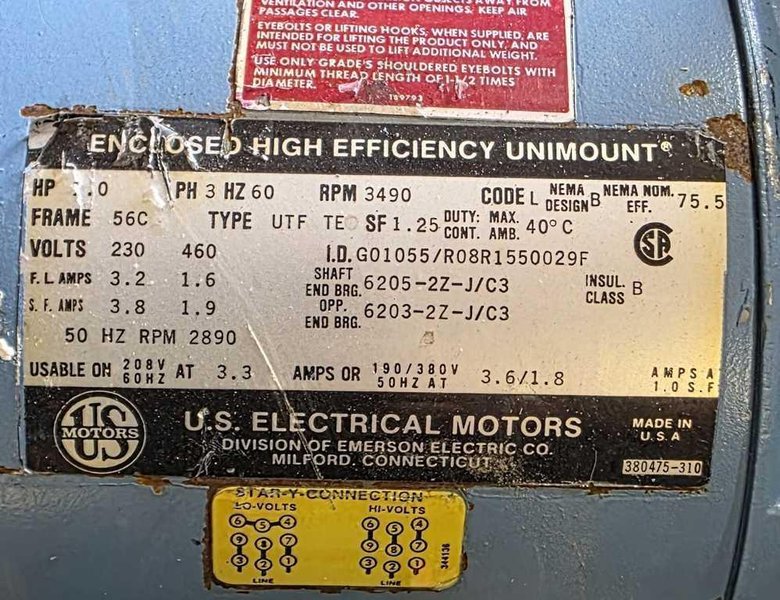 VENTILATION AND OTHER OPENINGS. KEEP AIR
PASSAGES CLEAR.
EYEBOLTS OR LIFTING HOOKS, WHEN SUPPLIED, ARE
INTENDED FOR LIFTING THE PRODUCT ONLY, AND
MUST NOT BE USED TO LIFT ADDITIONAL WEIGHT.
USE ONLY GRADE 5 SHOULDERED EYEBOLTS WITH
MINIMUM THREAD LENGTH OF 1-1/2 TIMES
DIAMETER.
169793
ENCLOSED HIGH EFFICIENCY UNIMOUNT®
HP .0 PH 3 HZ 60 RPM 3490 CODE L NEMA DESIGN B NEMA NOM. EFF. 75.5
FRAME 56C TYPE UTF TE SF 1.25 DUTY: CONT. MAX. AMB. 40°C
VOLTS 230 460 I.D. G01055/R08R1550029F
F.L. AMPS 3.2 1.6 SHAFT END BRG. 6205-2Z-J/C3 INSUL. CLASS B
S.F. AMPS 3.8 1.9 OPP. END BRG. 6203-2Z-J/C3
50 HZ RPM 2890
USABLE ON 208V 60HZ AT 3.3 AMPS OR 190/380V 50HZ AT 3.6/1.8 AMPS A 1.0 S.F
US MOTORS
U.S. ELECTRICAL MOTORS
DIVISION OF EMERSON ELECTRIC CO.
MILFORD, CONNECTICUT
MADE IN
U.S.A
380475-310
STAR-Y-CONNECTION
LO-VOLTS HI-VOLTS
6 5 4 6 5 4
9 8 7 9 8 7
3 2 1 3 2 1
LINE LINE
344136